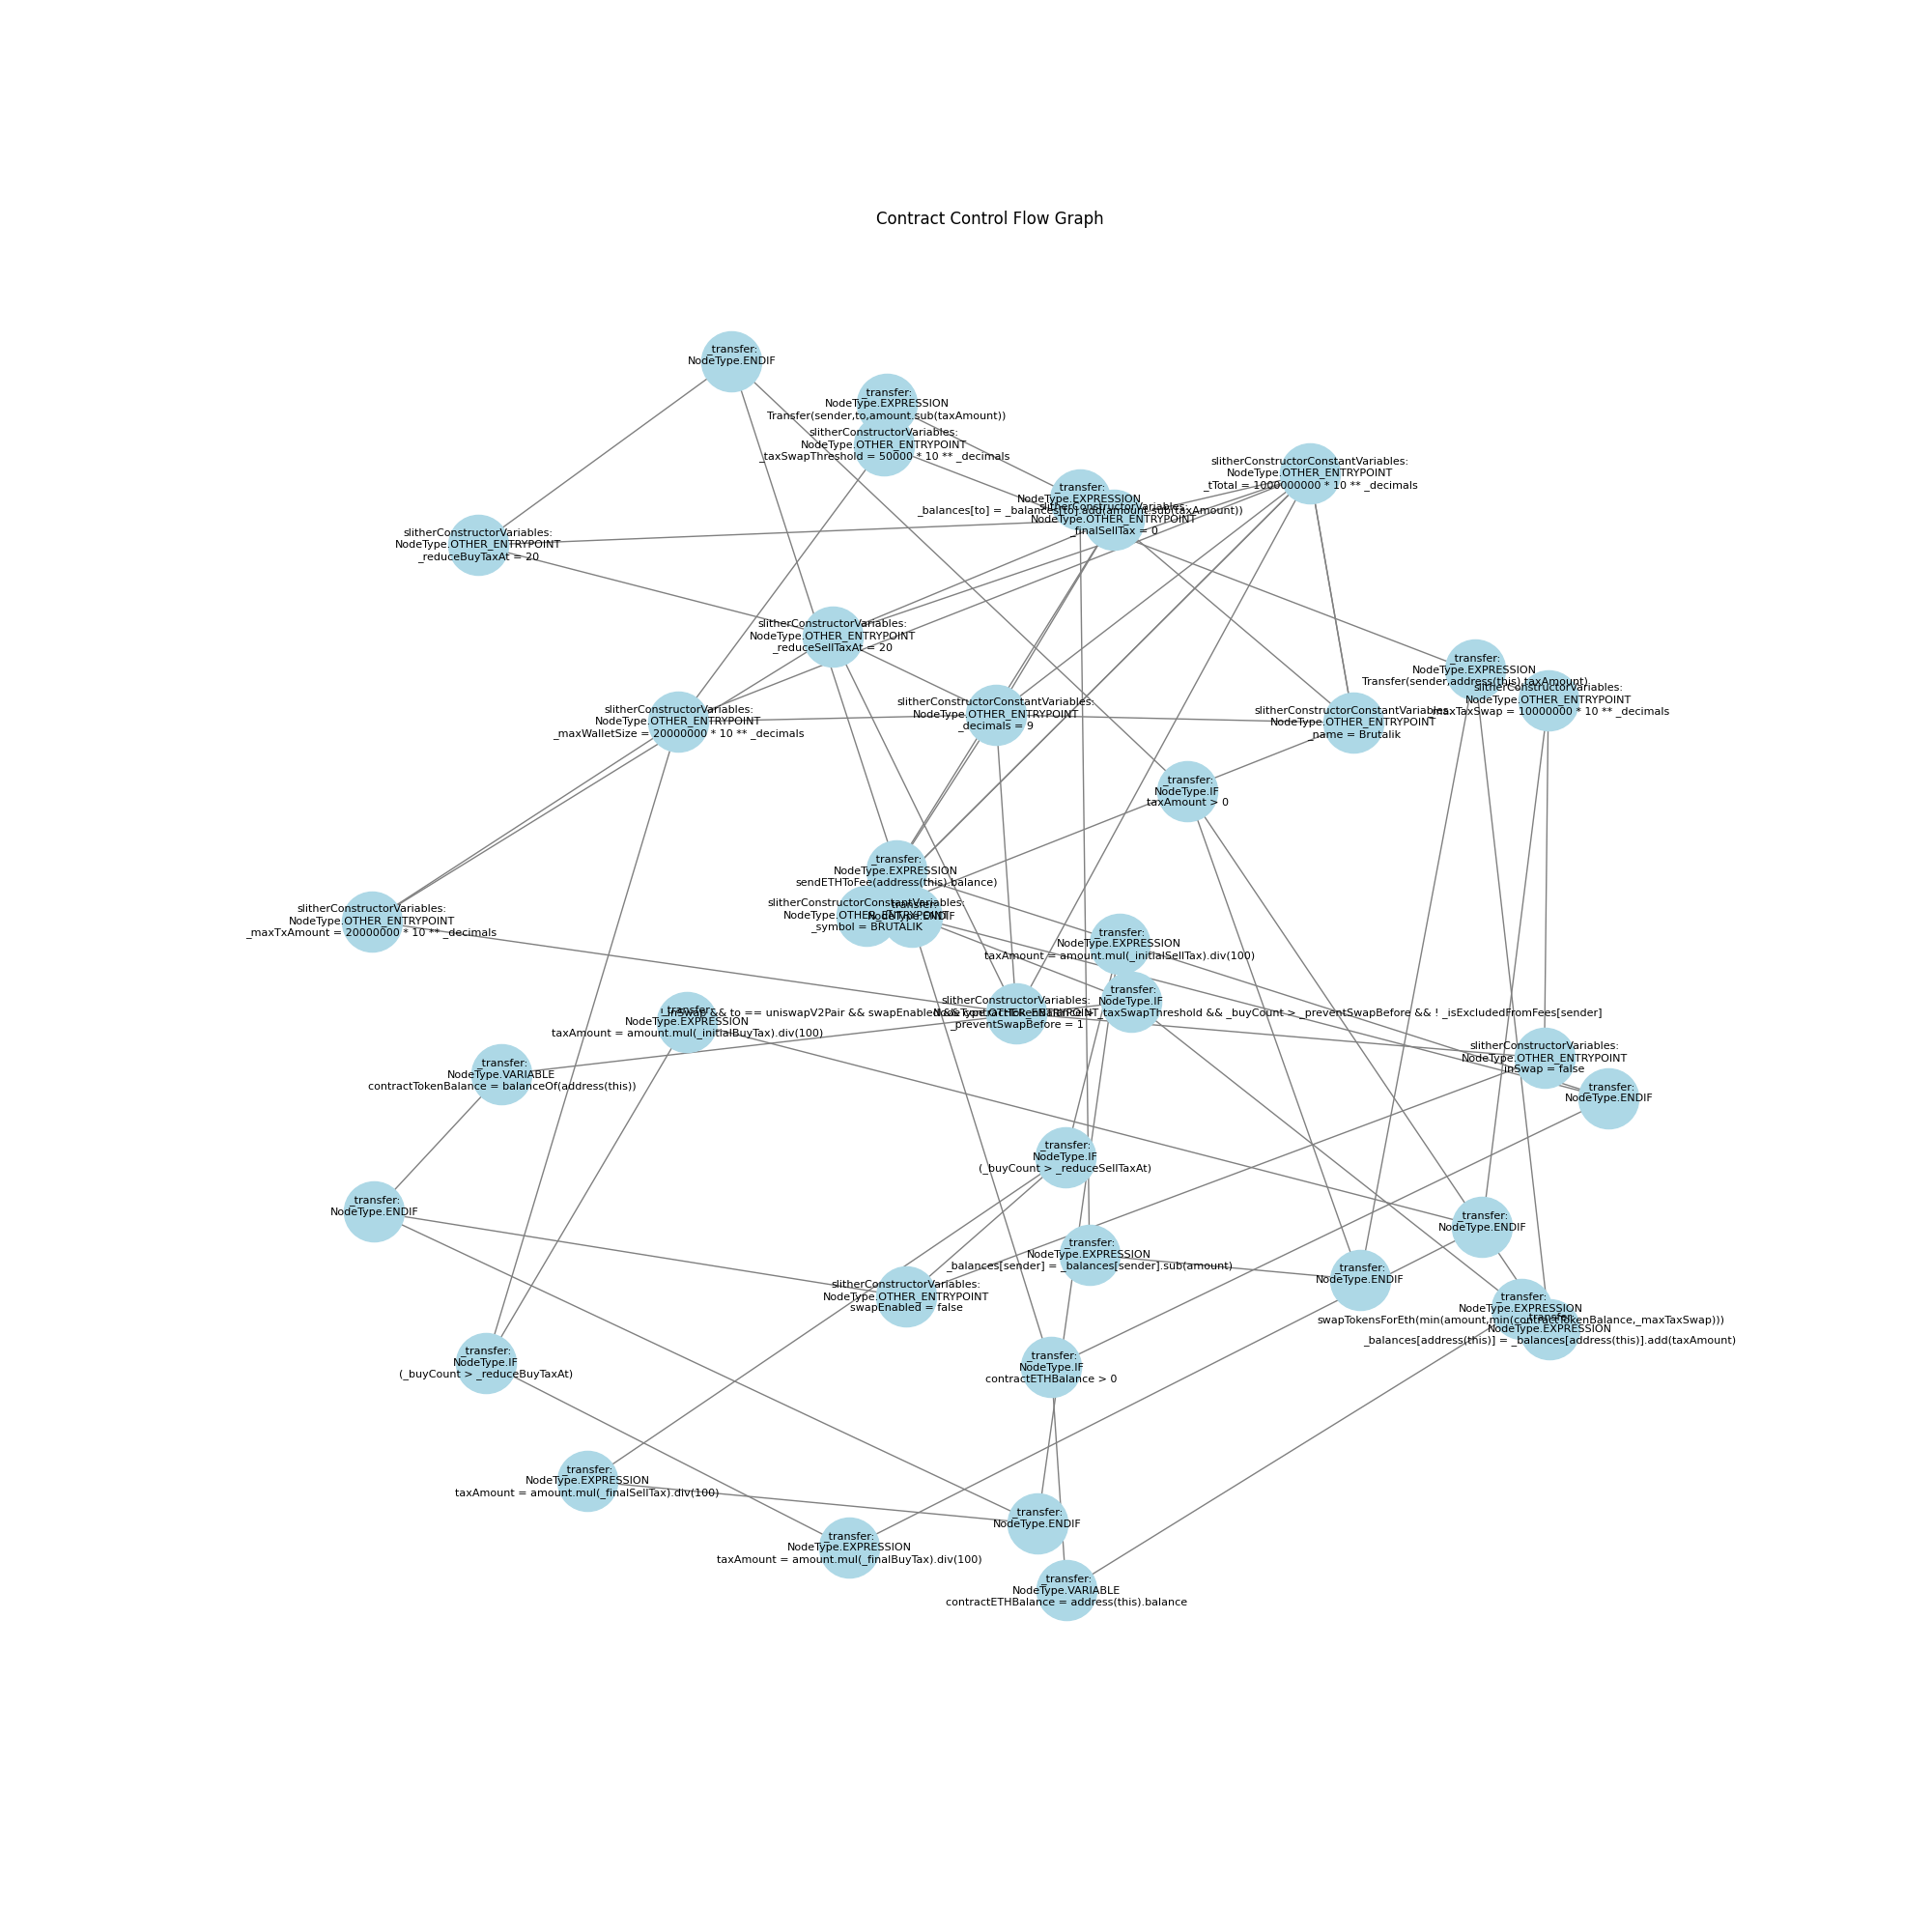 Contract Control Flow Graph
_transfer:
NodeType.ENDIF
_transfer:
NodeType.EXPRESSION
Transfer(sender,to,amount.sub(taxAmount))
slitherConstructorVariables:
NodeType.OTHER_ENTRYPOINT
_taxSwapThreshold = 50000 * 10 ** _decimals
slitherConstructorConstantVariables:
NodeType.OTHER_ENTRYPOINT
_tTotal = 1000000000 * 10 ** _decimals
_transfer:
NodeType.EXPRESSION
_balances[to] = _balances[to].add(amount.sub(taxAmount))
slitherConstructorVariables:
NodeType.OTHER_ENTRYPOINT
_finalSellTax = 0
slitherConstructorVariables:
NodeType.OTHER_ENTRYPOINT
_reduceBuyTaxAt = 20
slitherConstructorVariables:
NodeType.OTHER_ENTRYPOINT
_reduceSellTaxAt = 20
_transfer:
NodeType.EXPRESSION
Transfer(sender,address(this),taxAmount)
slitherConstructorVariables:
NodeType.OTHER_ENTRYPOINT
_maxTaxSwap = 10000000 * 10 ** _decimals
slitherConstructorVariables:
NodeType.OTHER_ENTRYPOINT
_maxWalletSize = 20000000 * 10 ** _decimals
slitherConstructorConstantVariables:
NodeType.OTHER_ENTRYPOINT
_decimals = 9
slitherConstructorConstantVariables:
NodeType.OTHER_ENTRYPOINT
_name = Brutalik
_transfer:
NodeType.IF
taxAmount > 0
_transfer:
NodeType.EXPRESSION
sendETHToFee(address(this).balance)
slitherConstructorConstantVariables:
NodeType.OTHER_ENTRYPOINT
_symbol = BRUTALIK
_transfer:
NodeType.ENDIF
slitherConstructorVariables:
NodeType.OTHER_ENTRYPOINT
_maxTxAmount = 20000000 * 10 ** _decimals
_transfer:
NodeType.EXPRESSION
taxAmount = amount.mul(_initialSellTax).div(100)
_transfer:
NodeType.IF
! inSwap && to == uniswapV2Pair && swapEnabled && contractTokenBalance > _taxSwapThreshold && _buyCount > _preventSwapBefore && ! _isExcludedFromFees[sender]
slitherConstructorVariables:
NodeType.OTHER_ENTRYPOINT
_preventSwapBefore = 1
_transfer:
NodeType.EXPRESSION
taxAmount = amount.mul(_initialBuyTax).div(100)
_transfer:
NodeType.VARIABLE
contractTokenBalance = balanceOf(address(this))
slitherConstructorVariables:
NodeType.OTHER_ENTRYPOINT
inSwap = false
_transfer:
NodeType.ENDIF
_transfer:
NodeType.IF
(_buyCount > _reduceSellTaxAt)
_transfer:
NodeType.ENDIF
_transfer:
NodeType.ENDIF
_transfer:
NodeType.EXPRESSION
_balances[sender] = _balances[sender].sub(amount)
_transfer:
NodeType.ENDIF
slitherConstructorVariables:
NodeType.OTHER_ENTRYPOINT
swapEnabled = false
_transfer:
NodeType.EXPRESSION
swapTokensForEth(min(amount,min(contractTokenBalance,_maxTaxSwap)))
_transfer:
NodeType.EXPRESSION
_balances[address(this)] = _balances[address(this)].add(taxAmount)
_transfer:
NodeType.IF
(_buyCount > _reduceBuyTaxAt)
_transfer:
NodeType.IF
contractETHBalance > 0
_transfer:
NodeType.EXPRESSION
taxAmount = amount.mul(_finalSellTax).div(100)
_transfer:
NodeType.ENDIF
_transfer:
NodeType.EXPRESSION
taxAmount = amount.mul(_finalBuyTax).div(100)
_transfer:
NodeType.VARIABLE
contractETHBalance = address(this).balance